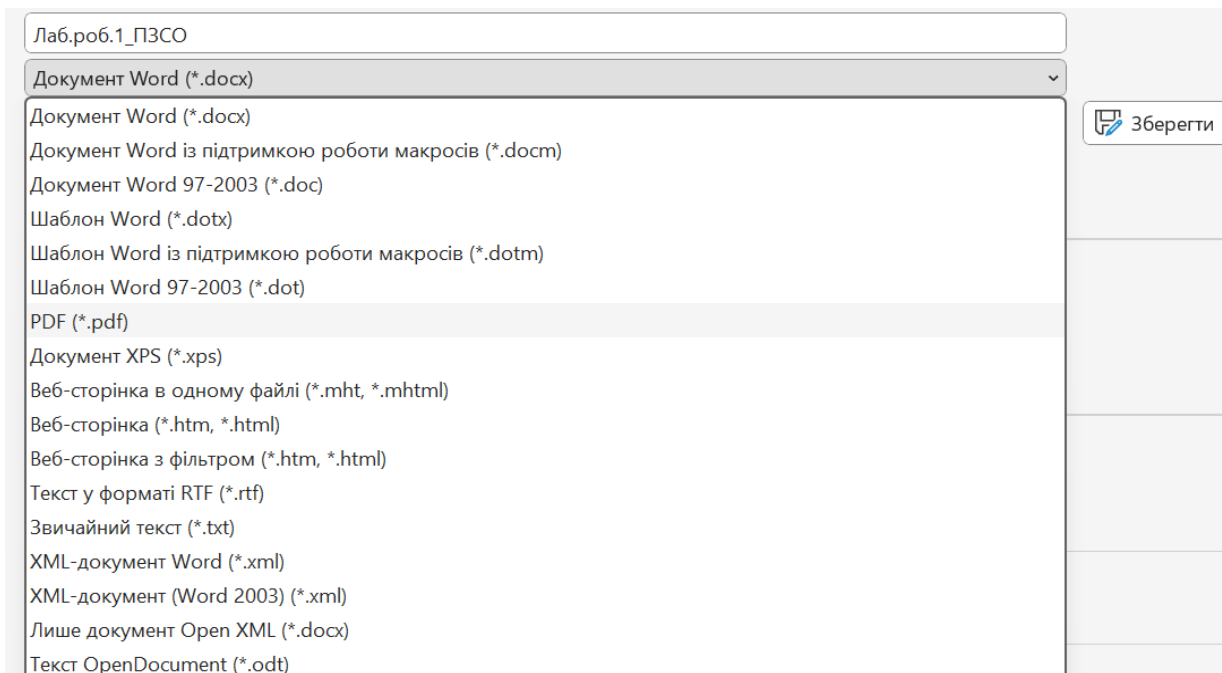 Лаб.роб.1_ПЗСО
Документ Word (*.docx)
Документ Word (*.docx)
Зберегти
Документ Word із підтримкою роботи макросів (*.docm)
Документ Word 97-2003 (*.doc)
Шаблон Word (*.dotx)
Шаблон Word із підтримкою роботи макросів (*.dotm)
Шаблон Word 97-2003 (*.dot)
PDF (*.pdf)
Документ XPS (*.xps)
Веб-сторінка в одному файлі (*.mht, *.mhtml)
Веб-сторінка (*.htm, *.html)
Веб-сторінка з фільтром (*.htm, *.html)
Текст у форматі RTF (*.rtf)
Звичайний текст (*.txt)
XML-документ Word (*.xml)
XML-документ (Word 2003) (*.xml)
Лише документ Open XML (*.docx)
Текст OpenDocument (*.odt)